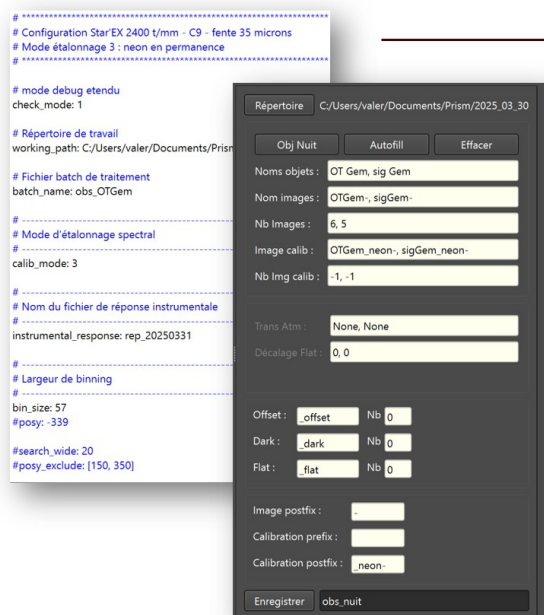 # ************************************************************
# Configuration Star'EX 2400 t/mm - C9 - fente 35 microns
# Mode étalonnage 3 : neon en permanence
# ************************************************************
# mode debug etendu
check_mode: 1
# Répertoire de travail
working_path: C:/Users/valer/Documents/Prism
# Fichier batch de traitement
batch_name: obs_OTGem
# ------------------------------------------------
# Mode d'étalonnage spectral
# ------------------------------------------------
calib_mode: 3
# ------------------------------------------------
# Nom du fichier de réponse instrumentale
# ------------------------------------------------
instrumental_response: rep_20250331
# ------------------------------------------------
# Largeur de binning
# ------------------------------------------------
bin_size: 57
#posy: -339
#search_wide: 20
#posy_exclude: [150, 350]
Répertoire C:/Users/valer/Documents/Prism/2025_03_30
Obj Nuit Autofill Effacer
Noms objets : OT Gem, sig Gem
Nom images : OTGem-, sigGem-
Nb Images : 6, 5
Image calib : OTGem_neon-, sigGem_neon-
Nb Img calib : -1, -1
Trans Atm : None, None
Décalage Flat : 0, 0
Offset : _offset Nb 0
Dark : _dark Nb 0
Flat : _flat Nb 0
Image postfix : -
Calibration prefix :
Calibration postfix : _neon-
Enregistrer obs_nuit